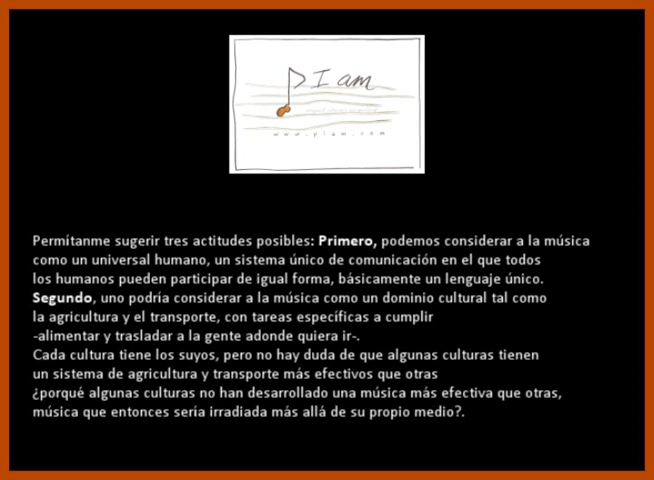 I am
www.piam.com
Permítanme sugerir tres actitudes posibles: Primero, podemos considerar a la música
como un universal humano, un sistema único de comunicación en el que todos
los humanos pueden participar de igual forma, básicamente un lenguaje único.
Segundo, uno podría considerar a la música como un dominio cultural tal como
la agricultura y el transporte, con tareas específicas a cumplir
-alimentar y trasladar a la gente adonde quiera ir-.
Cada cultura tiene los suyos, pero no hay duda de que algunas culturas tienen
un sistema de agricultura y transporte más efectivos que otras
¿porqué algunas culturas no han desarrollado una música más efectiva que otras,
música que entonces sería irradiada más allá de su propio medio?.